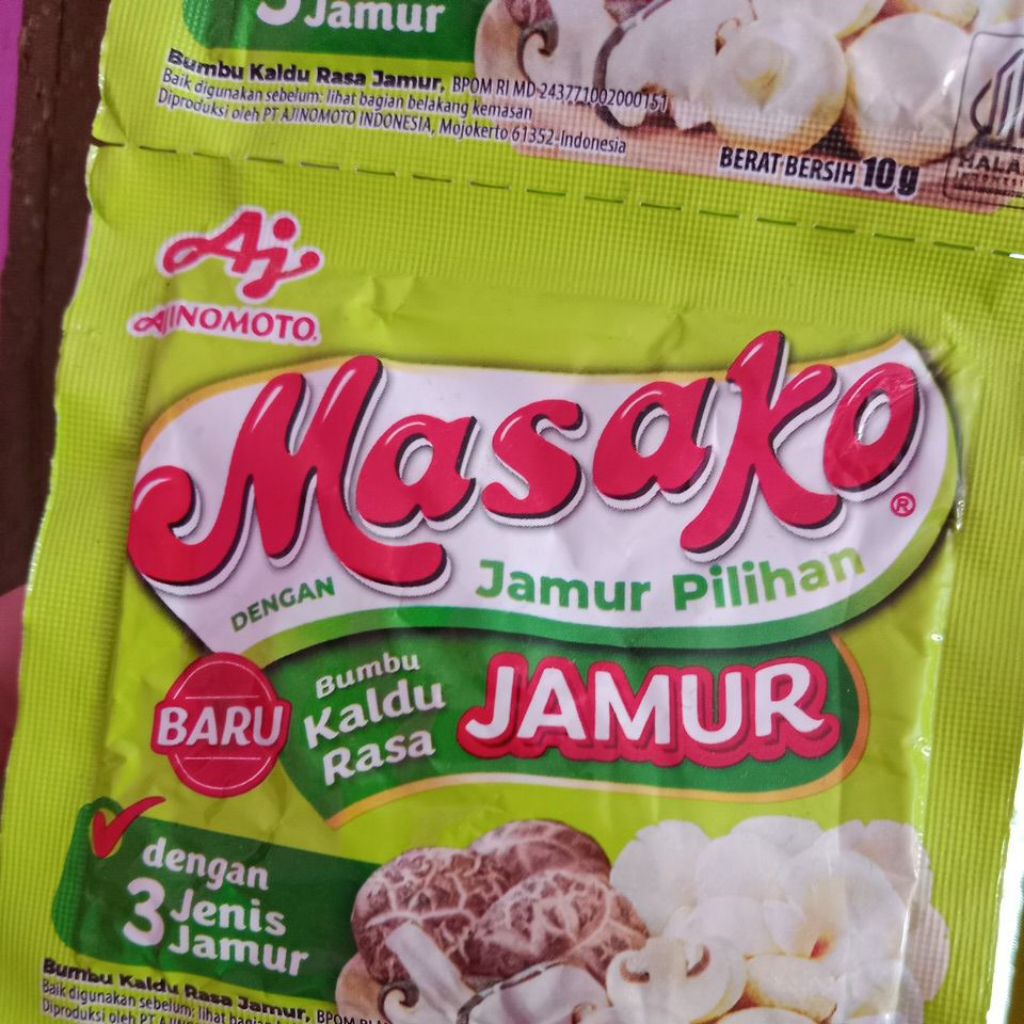 3 Jamur
Bumbu Kaldu Rasa Jamur, BPOM RI MD 243771002000151
Baik digunakan sebelum: lihat bagian belakang kemasan
Diproduksi oleh PT AJINOMOTO INDONESIA, Mojokerto 61352-Indonesia
BERAT BERSIH 10 g
Aj
AJINOMOTO®
Masako®
DENGAN Jamur Pilihan
BARU
Bumbu
Kaldu
Rasa
JAMUR
dengan
3 Jenis
Jamur
Bumbu Kaldu Rasa Jamur, BPOM
Baik digunakan sebelum: lihat
Diproduksi oleh PT